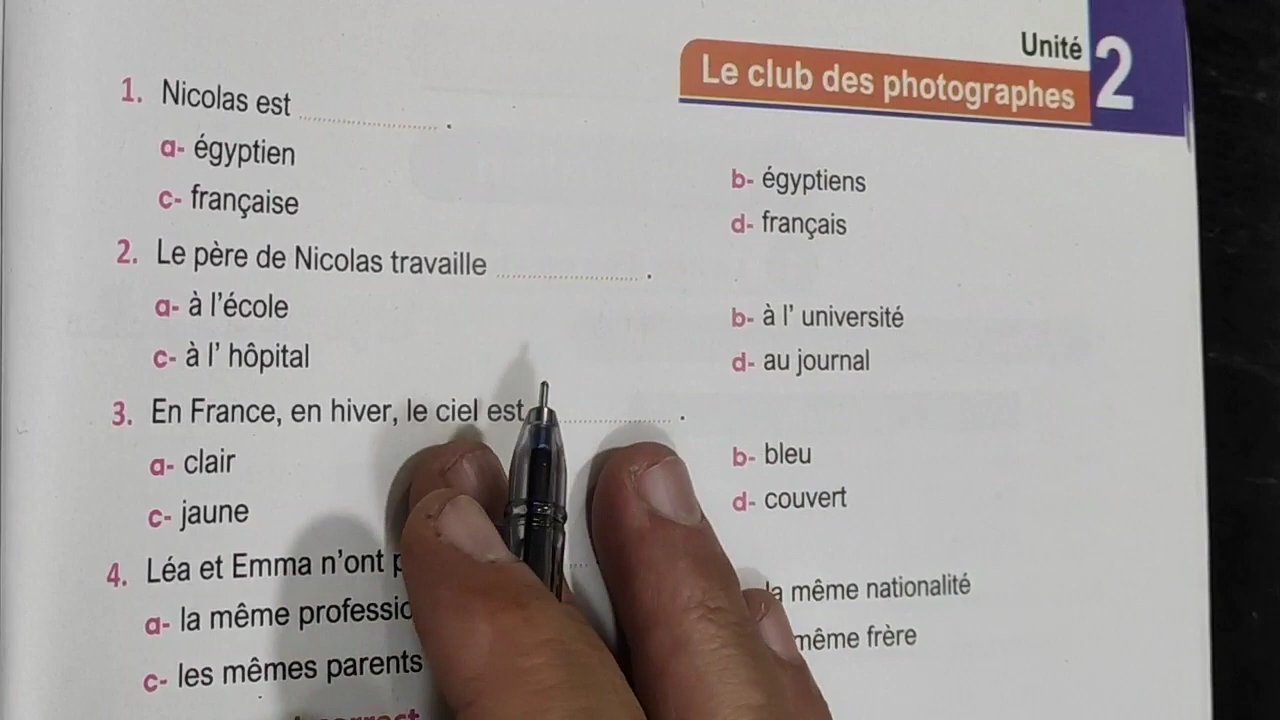 Unité 2
Le club des photographes
1. Nicolas est .................... .
a- égyptien
b- égyptiens
c- française
d- français
2. Le père de Nicolas travaille .................... .
a- à l'école
b- à l' université
c- à l' hôpital
d- au journal
3. En France, en hiver, le ciel est .................... .
a- clair
b- bleu
c- jaune
d- couvert
4. Léa et Emma n'ont
a- la même
la même nationalité
c- les mêmes parents
même frère